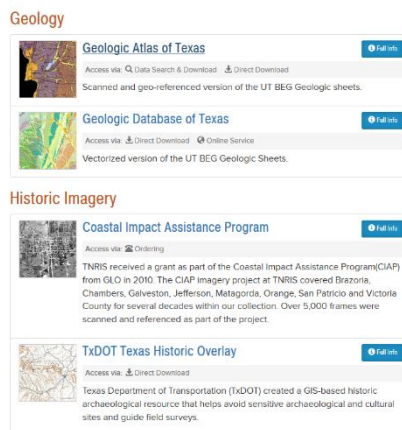 Geology
Geologic Atlas of Texas
Full Info
Access via: Data Search & Download Direct Download
Scanned and geo-referenced version of the UT BEG Geologic sheets.
Geologic Database of Texas
Full Info
Access via: Direct Download Online Service
Vectorized version of the UT BEG Geologic Sheets.
Historic Imagery
Coastal Impact Assistance Program
Full Info
Access via: Ordering
TNRIS received a grant as part of the Coastal Impact Assistance Program(CIAP)
from GLO in 2010. The CIAP imagery project at TNRIS covered Brazoria,
Chambers, Galveston, Jefferson, Matagorda, Orange, San Patricio and Victoria
County for several decades within our collection. Over 5,000 frames were
scanned and referenced as part of the project.
TxDOT Texas Historic Overlay
Full Info
Access via: Direct Download
Texas Department of Transportation (TxDOT) created a GIS-based historic
archaeological resource that helps avoid sensitive archaeological and cultural
sites and guide field surveys.